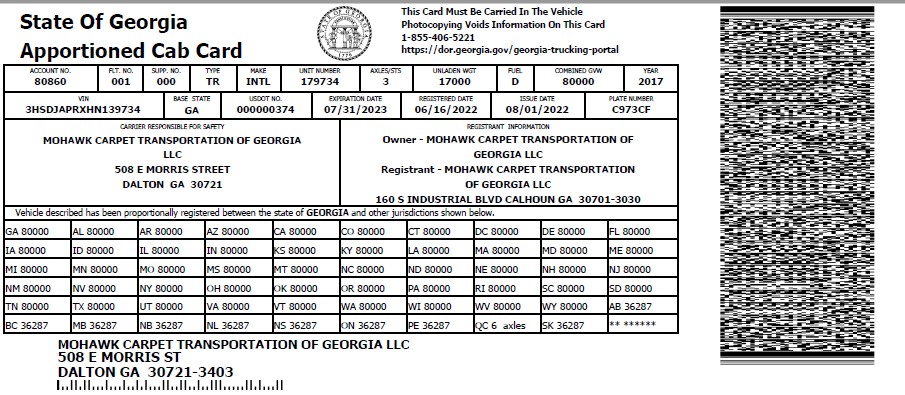 State Of Georgia
Apportioned Cab Card
This Card Must Be Carried In The Vehicle
Photocopying Voids Information On This Card
1-855-406-5221
https://dor.georgia.gov/georgia-trucking-portal
ACCOUNT NO. FLT. NO. SUPP. NO. TYPE MAKE UNIT NUMBER AXLES/STS UNLADEN WGT FUEL COMBINED GVW YEAR
80860 001 000 TR INTL 179734 3 17000 D 80000 2017
VIN BASE STATE USDOT NO. EXPIRATION DATE REGISTERED DATE ISSUE DATE PLATE NUMBER
3HSDJAPRXHN139734 GA 000000374 07/31/2023 06/16/2022 08/01/2022 C973CF
CARRIER RESPONSIBLE FOR SAFETY
MOHAWK CARPET TRANSPORTATION OF GEORGIA
LLC
508 E MORRIS STREET
DALTON GA 30721
REGISTRANT INFORMATION
Owner - MOHAWK CARPET TRANSPORTATION OF
GEORGIA LLC
Registrant - MOHAWK CARPET TRANSPORTATION
OF GEORGIA LLC
160 S INDUSTRIAL BLVD CALHOUN GA 30701-3030
Vehicle described has been proportionally registered between the state of GEORGIA and other jurisdictions shown below.
GA 80000 AL 80000 AR 80000 AZ 80000 CA 80000 CO 80000 CT 80000 DC 80000 DE 80000 FL 80000
IA 80000 ID 80000 IL 80000 IN 80000 KS 80000 KY 80000 LA 80000 MA 80000 MD 80000 ME 80000
MI 80000 MN 80000 MO 80000 MS 80000 MT 80000 NC 80000 ND 80000 NE 80000 NH 80000 NJ 80000
NM 80000 NV 80000 NY 80000 OH 80000 OK 80000 OR 80000 PA 80000 RI 80000 SC 80000 SD 80000
TN 80000 TX 80000 UT 80000 VA 80000 VT 80000 WA 80000 WI 80000 WV 80000 WY 80000 AB 36287
BC 36287 MB 36287 NB 36287 NL 36287 NS 36287 ON 36287 PE 36287 QC 6 axles SK 36287 ** ******
MOHAWK CARPET TRANSPORTATION OF GEORGIA LLC
508 E MORRIS ST
DALTON GA 30721-3403